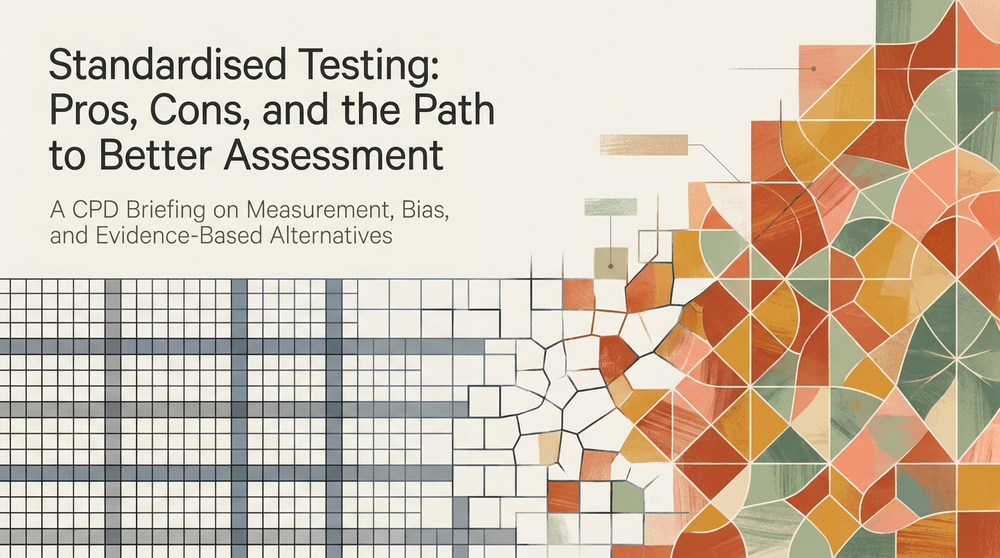 Standardised Testing:
Pros, Cons, and the Path
to Better Assessment
A CPD Briefing on Measurement, Bias,
and Evidence-Based Alternatives